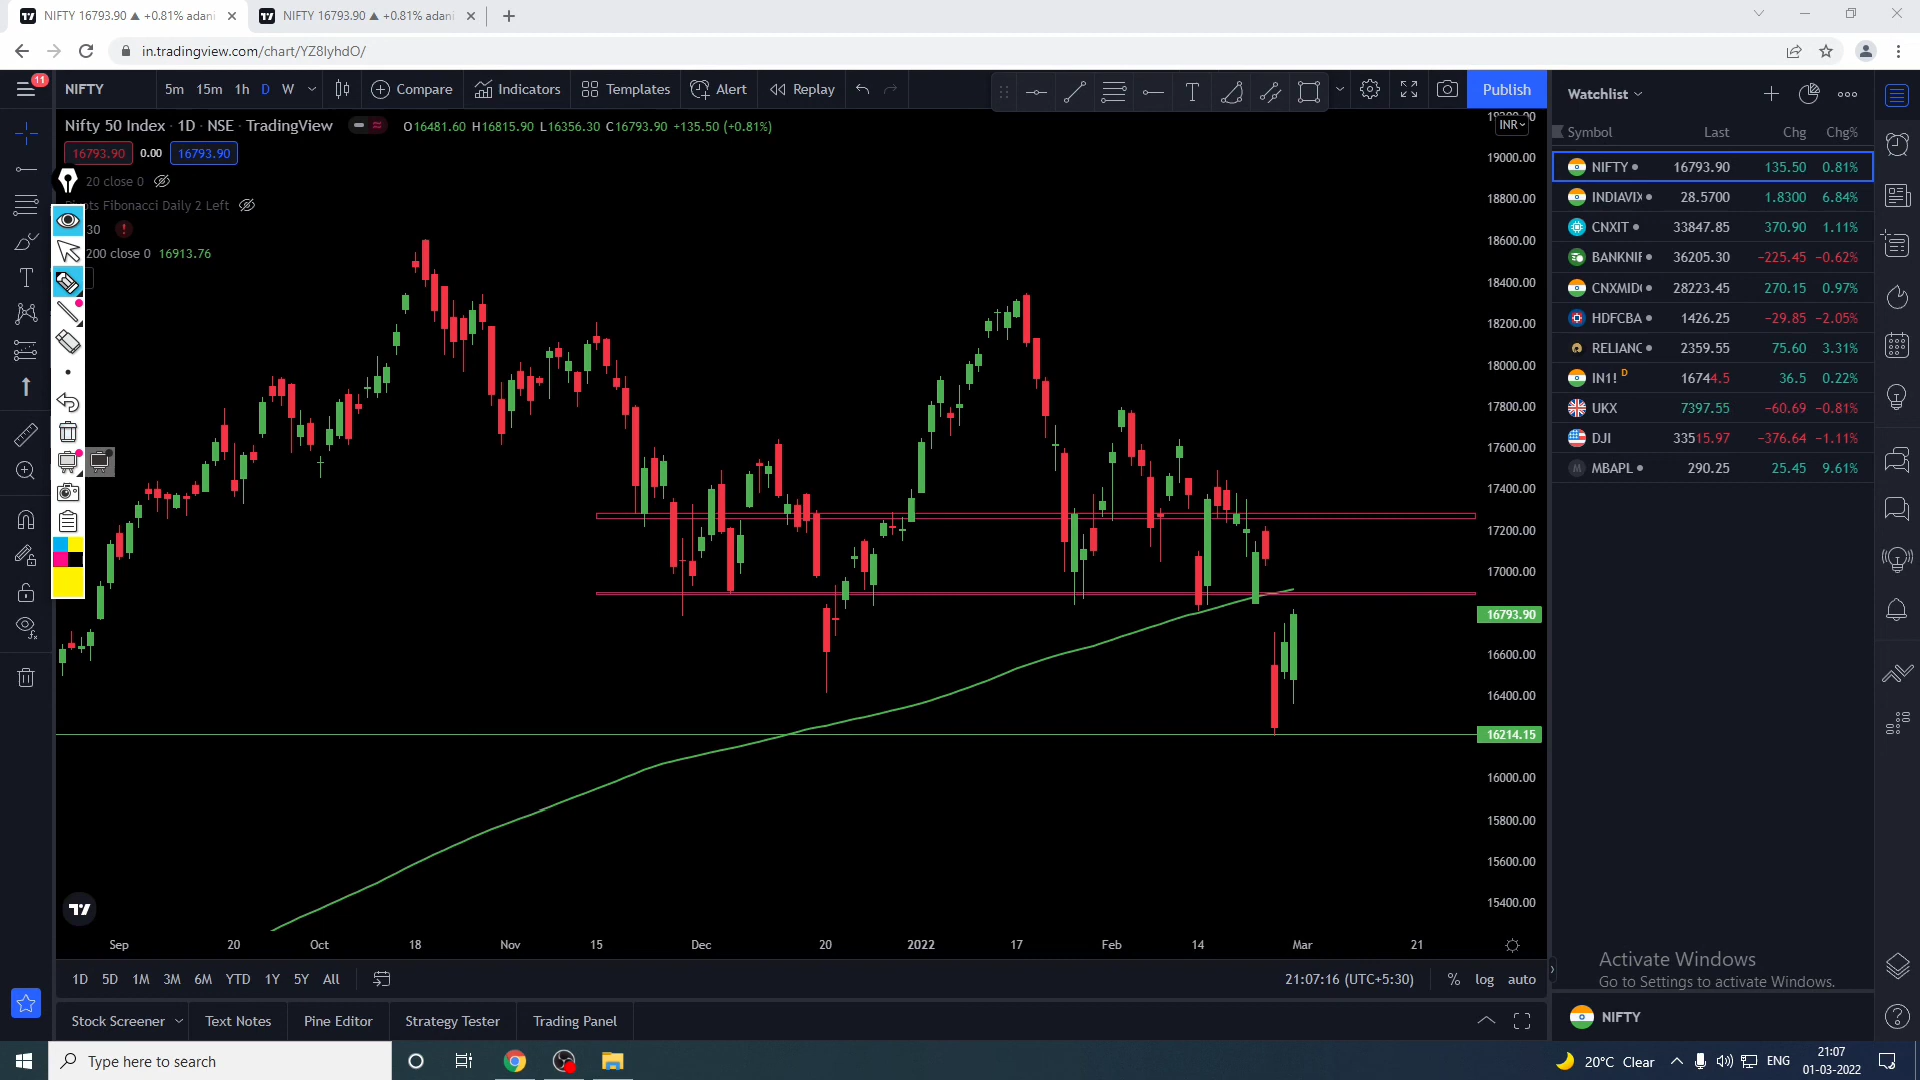 NIFTY 16793.90 ▲ +0.81% adani
NIFTY 16793.90 ▲ +0.81% adani
in.tradingview.com/chart/YZ8IyhdO/
11
NIFTY 5m 15m 1h D W Compare Indicators Templates Alert Replay Publish
Nifty 50 Index · 1D · NSE · TradingView O16481.60 H16815.90 L16356.30 C16793.90 +135.50 (+0.81%)
16793.90 0.00 16793.90
20 close 0
Pivots Fibonacci Daily 2 Left
30
200 close 0 16913.76
INR
19000.00
18800.00
18600.00
18400.00
18200.00
18000.00
17800.00
17600.00
17400.00
17200.00
17000.00
16793.90
16600.00
16400.00
16214.15
16000.00
15800.00
15600.00
15400.00
Sep 20 Oct 18 Nov 15 Dec 20 2022 17 Feb 14 Mar 21
1D 5D 1M 3M 6M YTD 1Y 5Y All 21:07:16 (UTC+5:30) % log auto
Stock Screener Text Notes Pine Editor Strategy Tester Trading Panel
Watchlist
Symbol Last Chg Chg%
NIFTY 16793.90 135.50 0.81%
INDIAVIX 28.5700 1.8300 6.84%
CNXIT 33847.85 370.90 1.11%
BANKNIF 36205.30 −225.45 −0.62%
CNXMID 28223.45 270.15 0.97%
HDFCBA 1426.25 −29.85 −2.05%
RELIANC 2359.55 75.60 3.31%
IN1! D 16744.5 36.5 0.22%
UKX 7397.55 −60.69 −0.81%
DJI 33515.97 −376.64 −1.11%
M MBAPL 290.25 25.45 9.61%
Activate Windows
Go to Settings to activate Windows.
NIFTY
Type here to search
20°C Clear ENG 21:07
01-03-2022